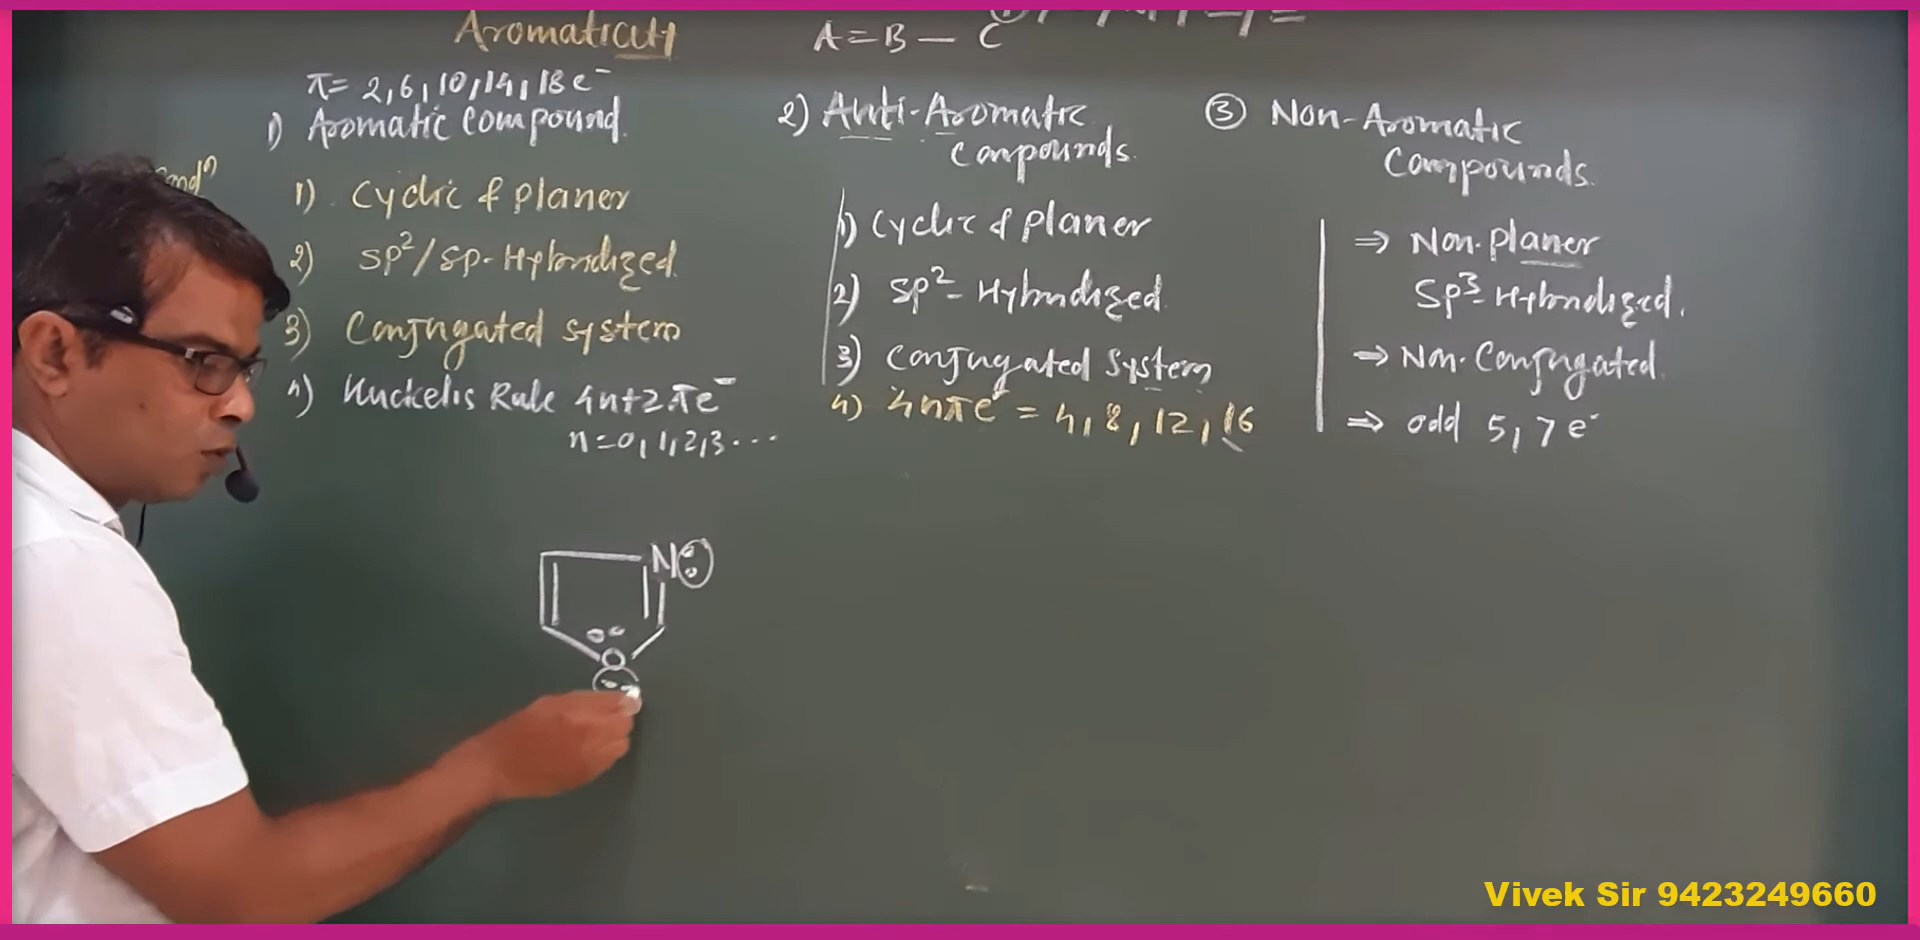 Aromaticity
A = B — C
π = 2, 6, 10, 14, 18 e⁻
1) Aromatic Compound.
1) Cyclic & planer
2) SP²/SP- Hybridized
3) Conjugated system
4) Huckelis Rule 4n+2 πe⁻
n = 0, 1, 2, 3 ...
2) Anti-Aromatic
Compounds.
1) Cyclic & planer
2) SP²- Hybridized
3) Conjugated System
4) 4nπe⁻ = 4, 8, 12, 16
③ Non-Aromatic
Compounds.
⇒ Non-planer
SP³- Hybridized.
→ Non-Conjugated
⇒ odd 5, 7 e⁻
N
O
Vivek Sir 9423249660